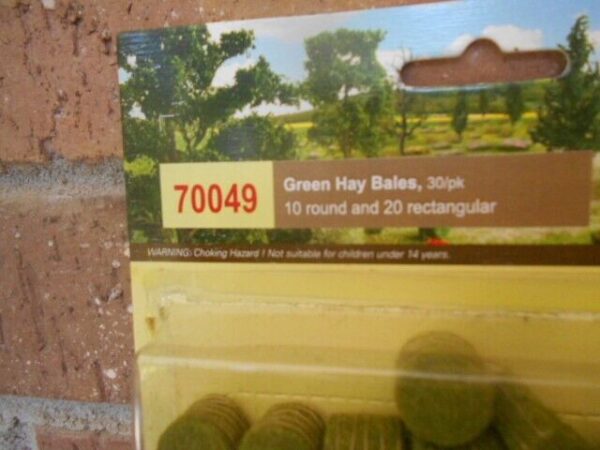 70049
Green Hay Bales, 30/pk
10 round and 20 rectangular
WARNING: Choking Hazard ! Not suitable for children under 14 years.